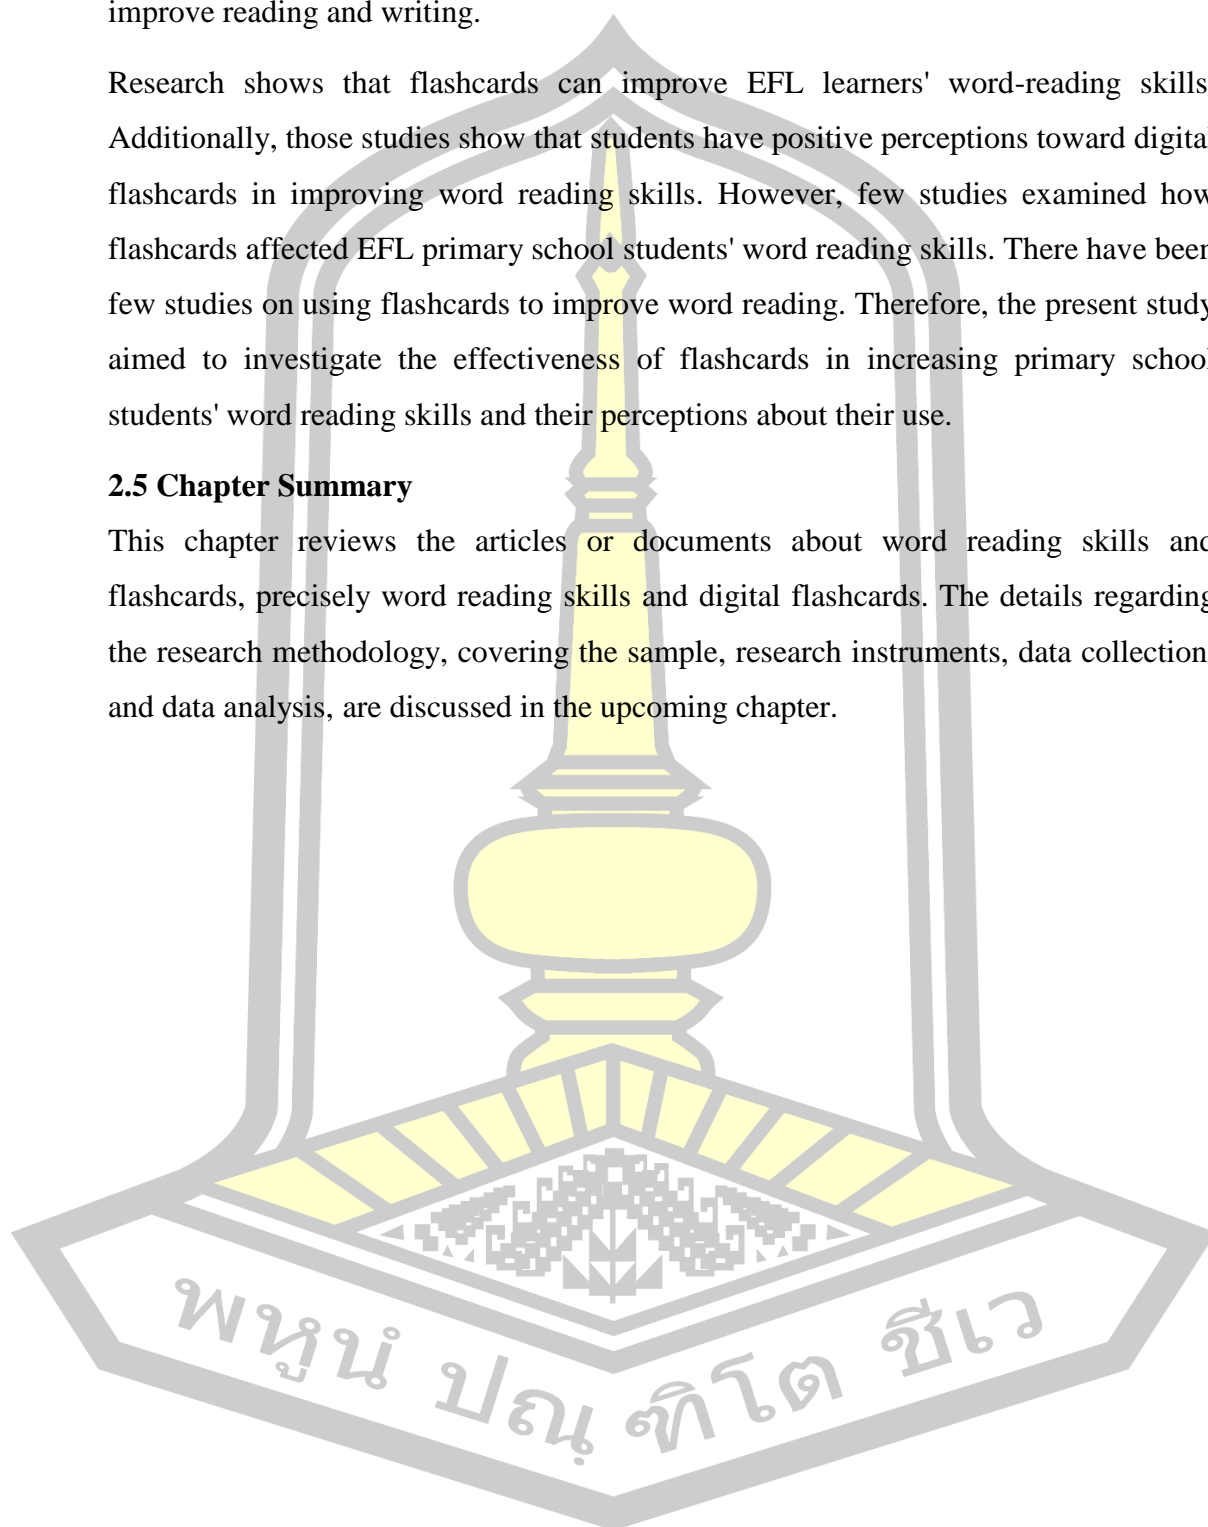 improve reading and writing.
Research shows that flashcards can improve EFL learners' word-reading skills
Additionally, those studies show that students have positive perceptions toward digital
flashcards in improving word reading skills. However, few studies examined how
flashcards affected EFL primary school students' word reading skills. There have been
few studies on using flashcards to improve word reading. Therefore, the present study
aimed to investigate the effectiveness of flashcards in increasing primary school
students' word reading skills and their perceptions about their use.
2.5 Chapter Summary
This chapter reviews the articles or documents about word reading skills and
flashcards, precisely word reading skills and digital flashcards. The details regarding
the research methodology, covering the sample, research instruments, data collection
and data analysis, are discussed in the upcoming chapter.
พหูนํ ปณฺฑิโต ชีเว